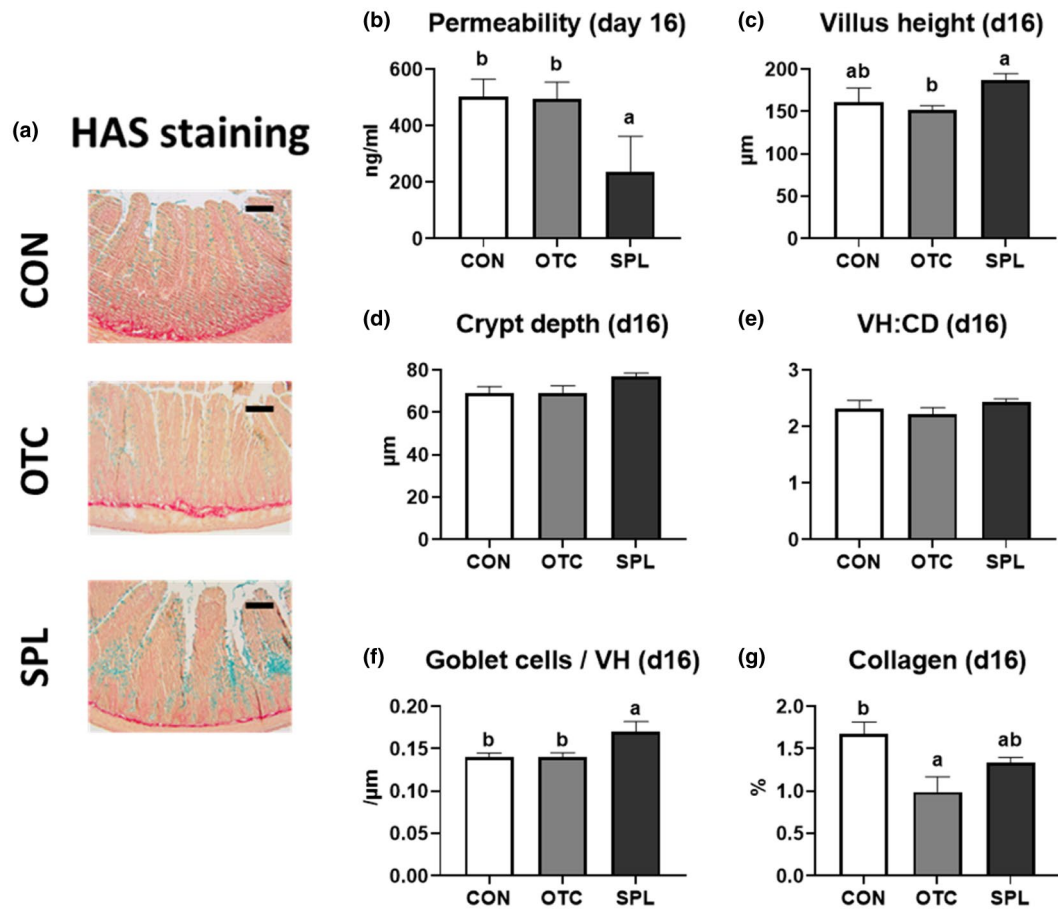 (a) HAS staining
CON
OTC
SPL
(b) Permeability (day 16)
ng/ml
600
400
200
0
b
b
a
CON OTC SPL
(c) Villus height (d16)
µm
200
150
100
50
0
ab
b
a
CON OTC SPL
(d) Crypt depth (d16)
µm
80
60
40
20
0
CON OTC SPL
(e) VH:CD (d16)
3
2
1
0
CON OTC SPL
(f) Goblet cells / VH (d16)
/µm
0.20
0.15
0.10
0.05
0.00
b
b
a
CON OTC SPL
(g) Collagen (d16)
%
2.0
1.5
1.0
0.5
0.0
b
a
ab
CON OTC SPL